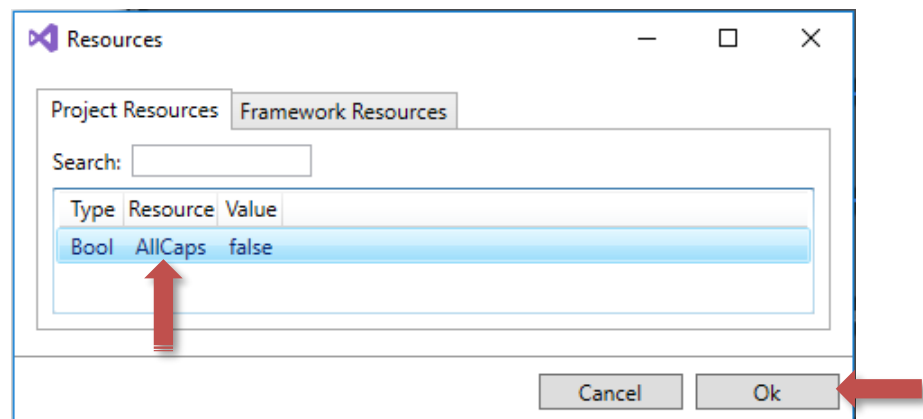 Resources
Project Resources Framework Resources
Search:
Type Resource Value
Bool AllCaps false
Cancel Ok